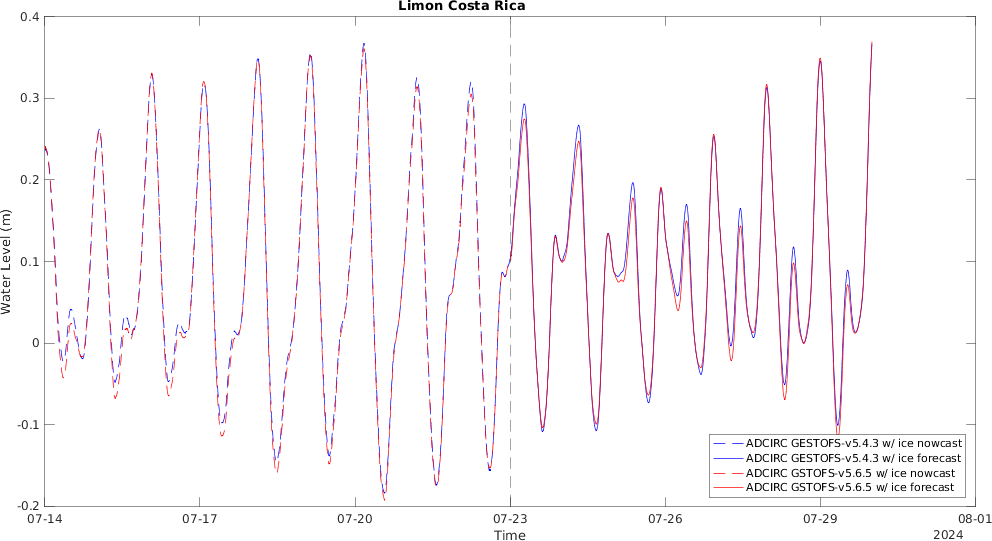 Limon Costa Rica
0.4
0.3
0.2
0.1
0
-0.1
-0.2
Water Level (m)
07-14
07-17
07-20
07-23
07-26
07-29
08-01
Time
2024
ADCIRC GESTOFS-v5.4.3 w/ ice nowcast
ADCIRC GESTOFS-v5.4.3 w/ ice forecast
ADCIRC GSTOFS-v5.6.5 w/ ice nowcast
ADCIRC GSTOFS-v5.6.5 w/ ice forecast